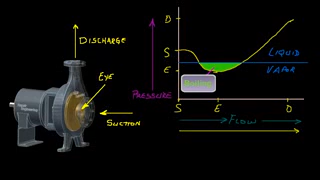 DISCHARGE
EYE
SUCTION
PRESSURE
D
S
E
LIQUID
VAPOR
Boiling
S
E
D
FLOW